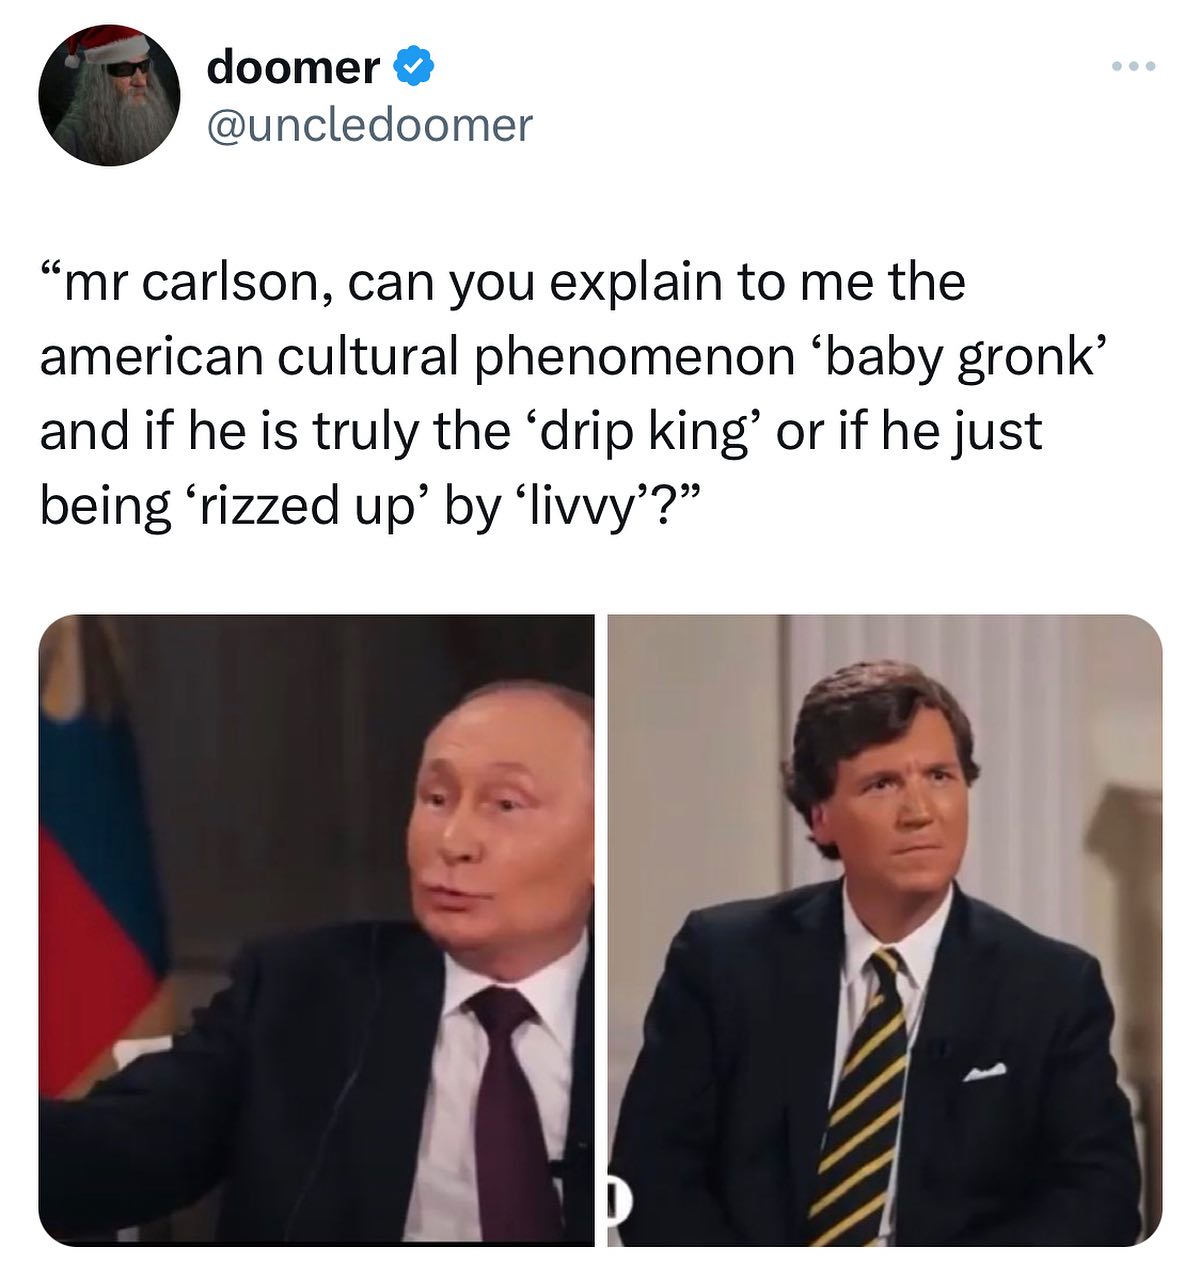 doomer
@uncledoomer
“mr carlson, can you explain to me the
american cultural phenomenon ‘baby gronk’
and if he is truly the ‘drip king’ or if he just
being ‘rizzed up’ by ‘livvy’?”